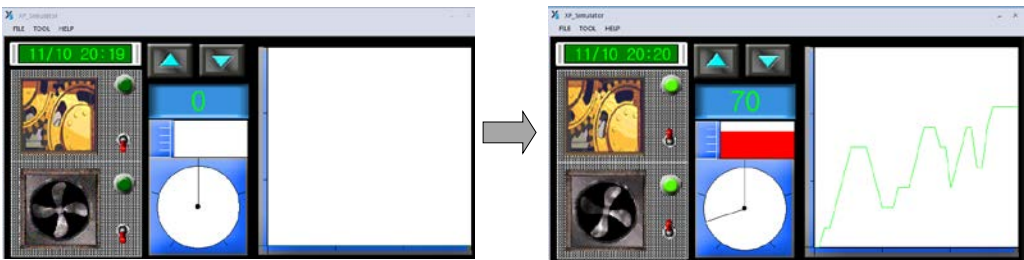 XP_Simulator
FILE TOOL HELP
11/10 20:19
0
XP_Simulator
FILE TOOL HELP
11/10 20:20
70